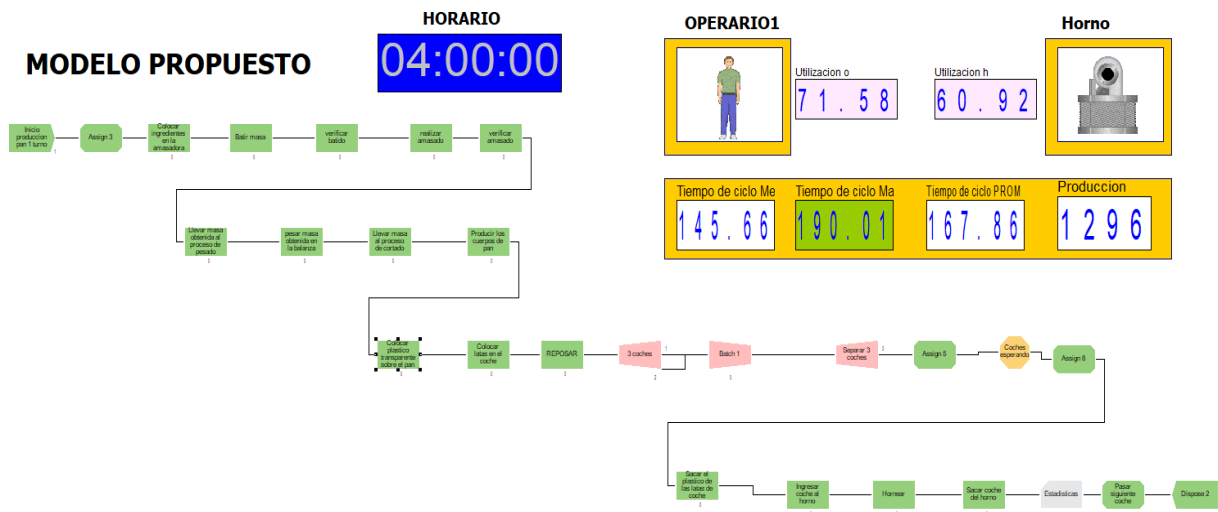 HORARIO
OPERARIO1
Horno
MODELO PROPUESTO
04:00:00
Utilizacion o
71.58
Utilizacion h
60.92
Inicio
produccion
pan 1 turno
Assign 3
Colocar
ingredientes
en la
amasadora
Batir masa
verificar
batido
realizar
amasado
verificar
amasado
Tiempo de ciclo Me
145.66
Tiempo de ciclo Ma
190.01
Tiempo de ciclo PROM
167.86
Produccion
1296
Llevar masa
obtenida al
proceso de
pesado
pesar masa
obtenida en
la balanza
Llevar masa
al proceso
de cortado
Producir los
cuerpos de
pan
Colocar
plastico
transparente
sobre el pan
Colocar
latas en el
coche
REPOSAR
3 coches
Batch 1
Separar 3
coches
Assign 5
Coches
esperando
Assign 6
Sacar el
plastico de
las latas de
coche
Ingresar
coche al
horno
Hornear
Sacar coche
del horno
Estadisticas
Pasar
siguiente
coche
Dispose 2